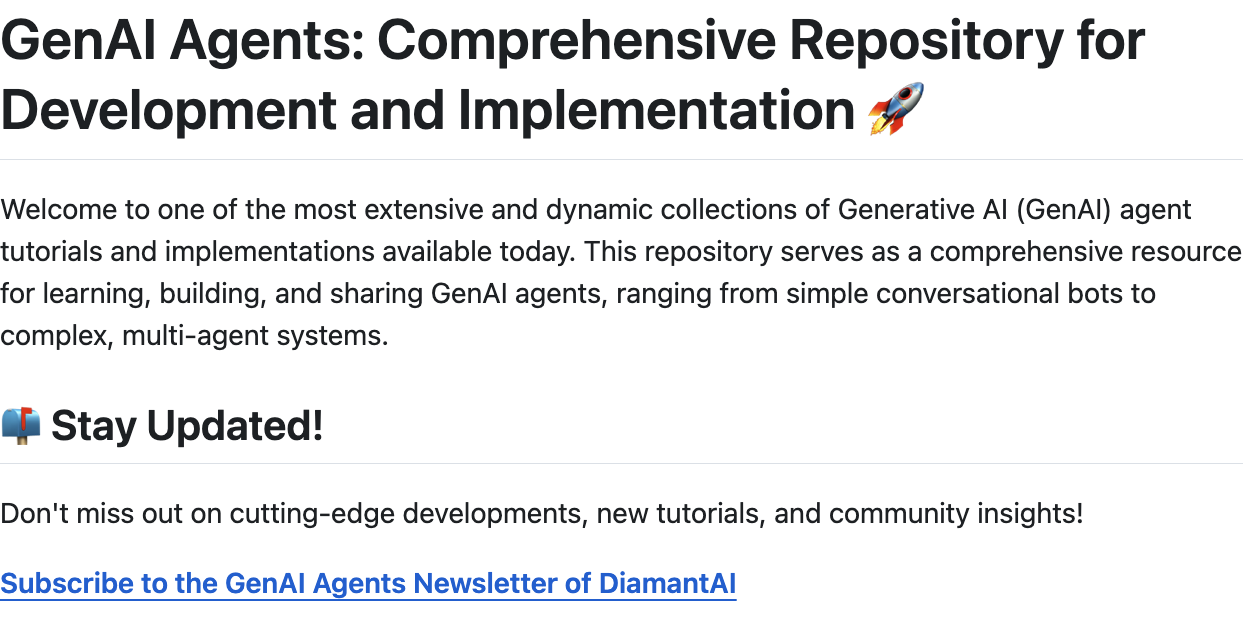 GenAI Agents: Comprehensive Repository for
Development and Implementation 🚀
Welcome to one of the most extensive and dynamic collections of Generative AI (GenAI) agent
tutorials and implementations available today. This repository serves as a comprehensive resource
for learning, building, and sharing GenAI agents, ranging from simple conversational bots to
complex, multi-agent systems.
📫 Stay Updated!
Don't miss out on cutting-edge developments, new tutorials, and community insights!
Subscribe to the GenAI Agents Newsletter of DiamantAI